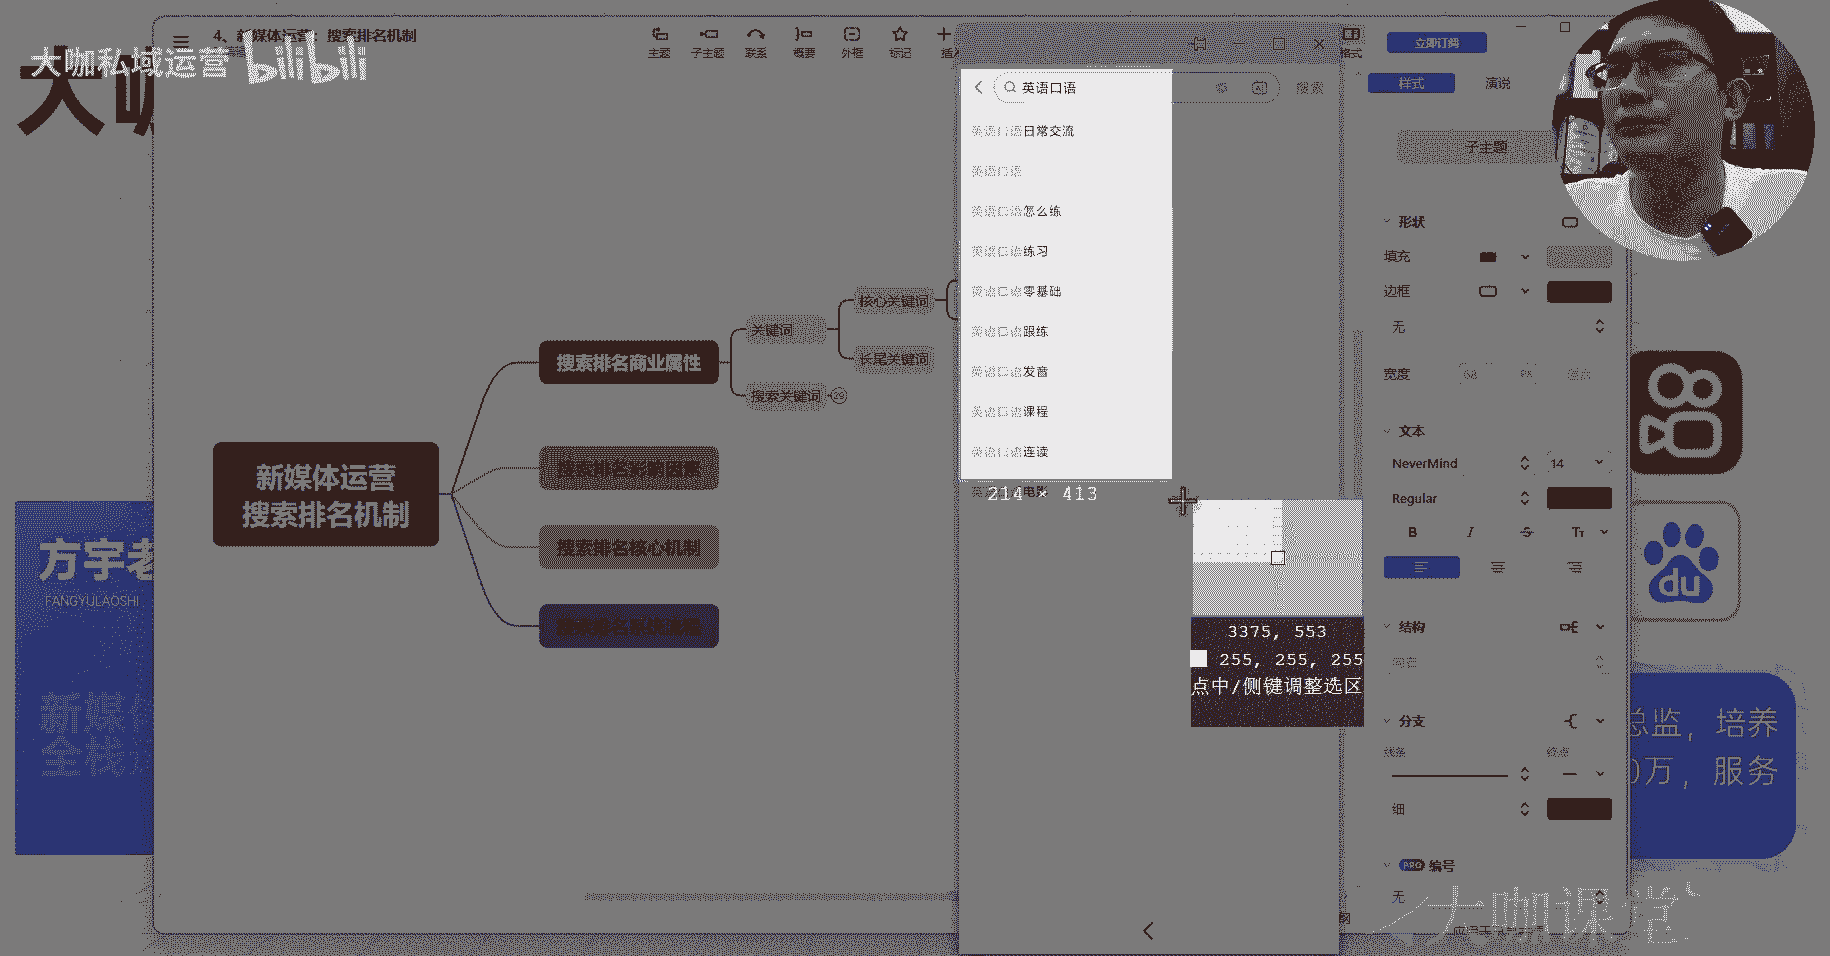 大咖私域运营 bilibili
大咖
4、新媒体运营：搜索排名机制
主题
子主题
联系
概要
外框
标记
格式
立即订阅
样式
演说
子主题
形状
填充
边框
无
宽度
文本
NeverMind
14
Regular
B
I
S
TT
结构
分支
线条
终点
细
PRO 编号
无
英语口语
搜索
英语口语日常交流
英语口语
英语口语怎么练
英语口语练习
英语口语零基础
英语口语跟练
英语口语发音
英语口语课程
英语口语连读
电影
214 × 413
3375, 553
255, 255, 255
点中/侧键调整选区
新媒体运营
搜索排名机制
搜索排名商业属性
关键词
核心关键词
长尾关键词
搜索关键词
29
搜索排名核心机制
方宇老
FANGYULAOSHI
新媒体
全栈
du
总监，培养
0万，服务
大咖课堂